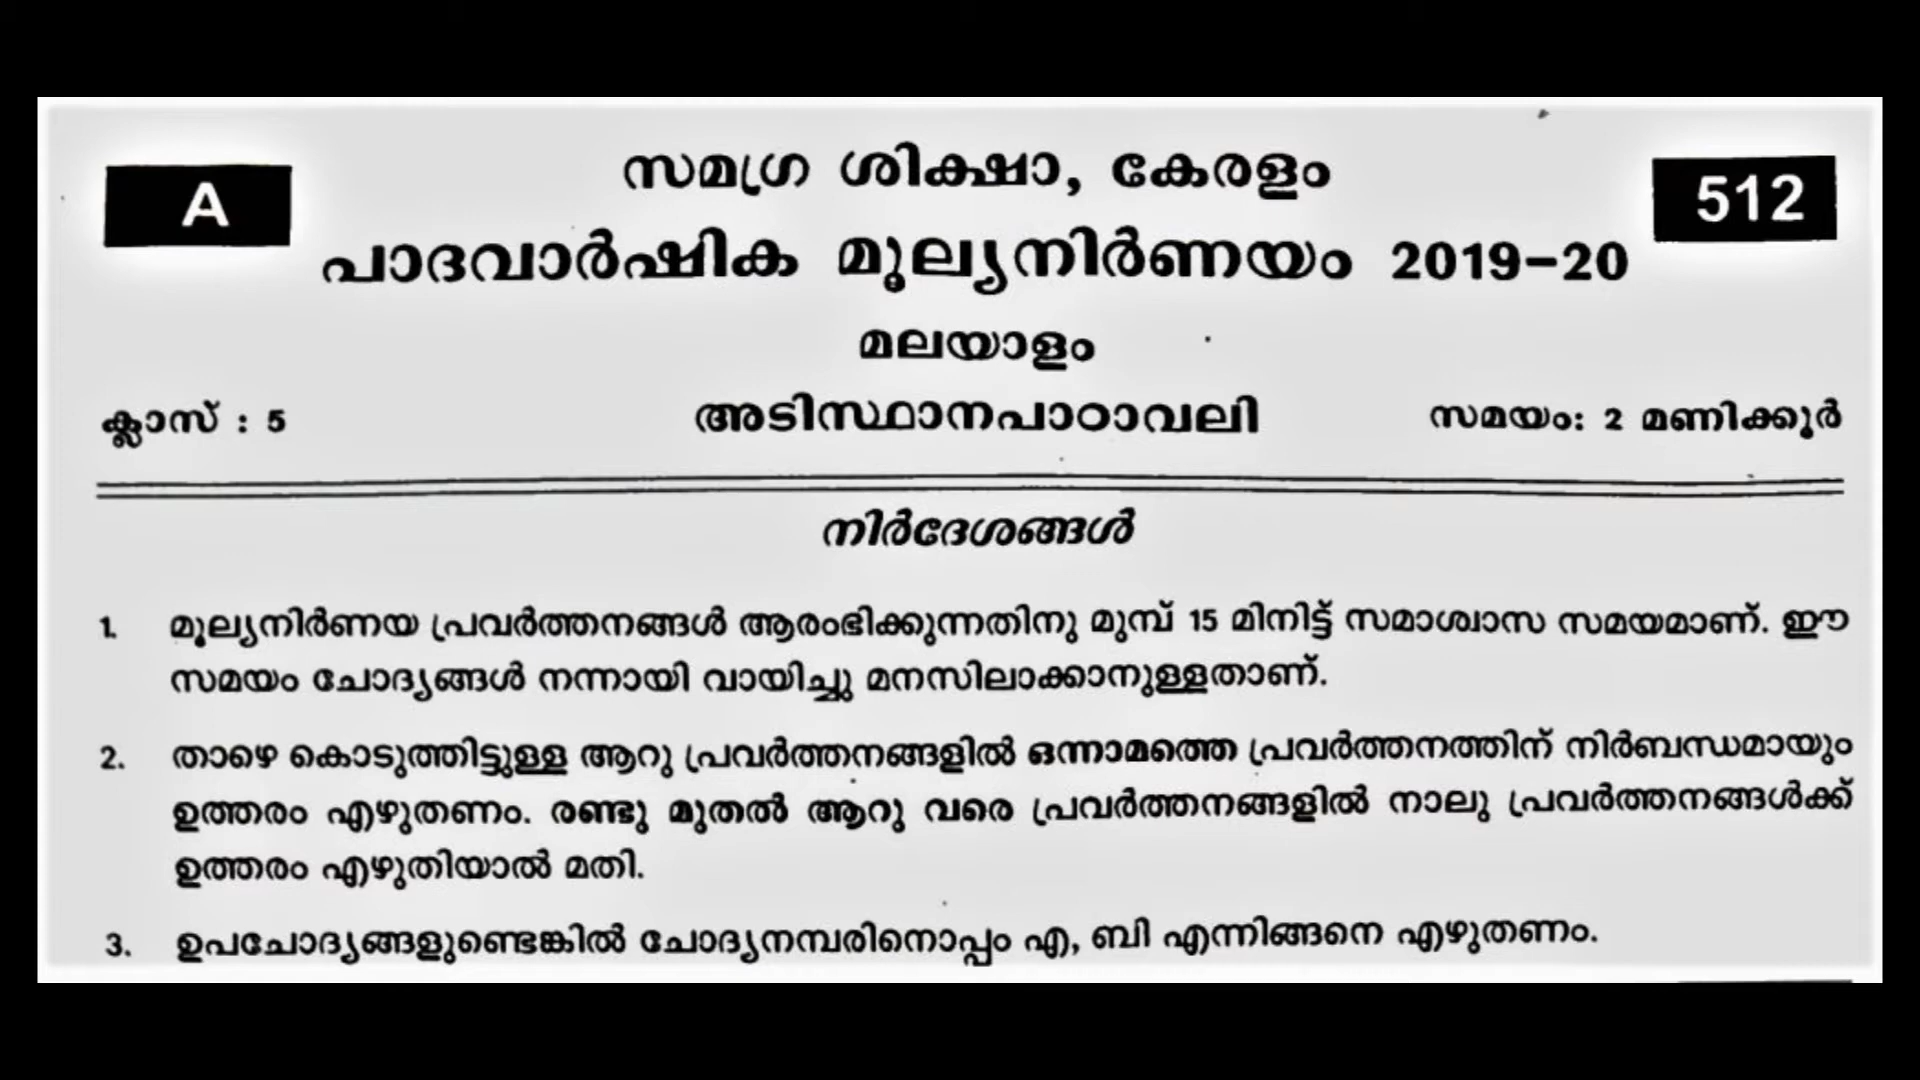 A
സമഗ്ര ശിക്ഷാ, കേരളം
512
പാദവാർഷിക മൂല്യനിർണയം 2019-20
മലയാളം
ക്ലാസ് : 5
അടിസ്ഥാനപാഠാവലി
സമയം: 2 മണിക്കൂർ
നിർദേശങ്ങൾ
1. മൂല്യനിർണയ പ്രവർത്തനങ്ങൾ ആരംഭിക്കുന്നതിനു മുമ്പ് 15 മിനിട്ട് സമാശ്വാസ സമയമാണ്. ഈ
സമയം ചോദ്യങ്ങൾ നന്നായി വായിച്ചു മനസിലാക്കാനുള്ളതാണ്.
2. താഴെ കൊടുത്തിട്ടുള്ള ആറു പ്രവർത്തനങ്ങളിൽ ഒന്നാമത്തെ പ്രവർത്തനത്തിന് നിർബന്ധമായും
ഉത്തരം എഴുതണം. രണ്ടു മുതൽ ആറു വരെ പ്രവർത്തനങ്ങളിൽ നാലു പ്രവർത്തനങ്ങൾക്ക്
ഉത്തരം എഴുതിയാൽ മതി.
3. ഉപചോദ്യങ്ങളുണ്ടെങ്കിൽ ചോദ്യനമ്പരിനൊപ്പം എ, ബി എന്നിങ്ങനെ എഴുതണം.